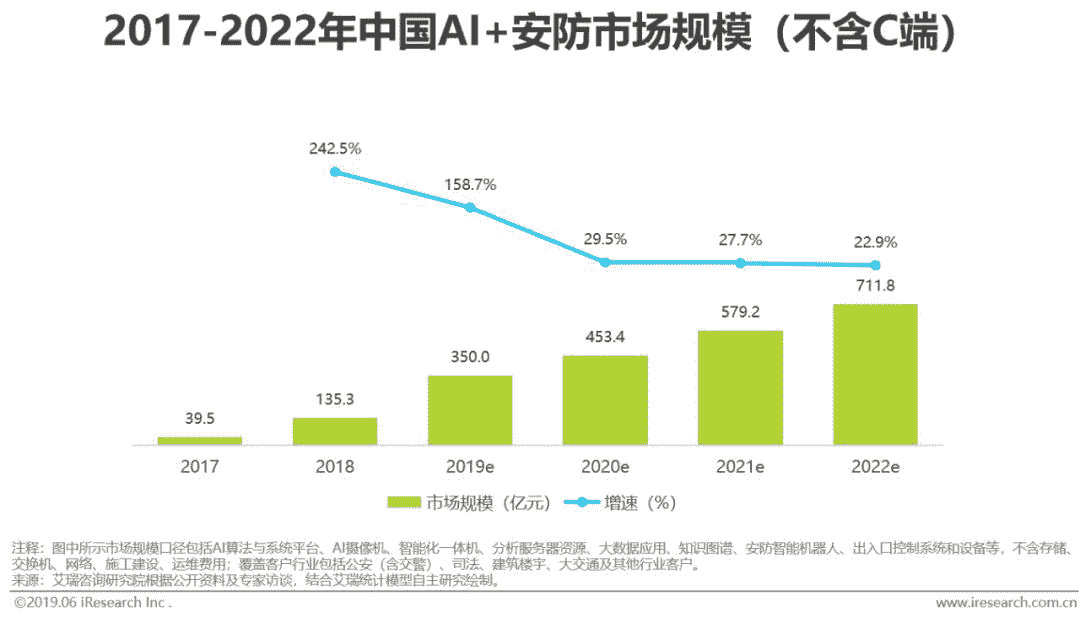 2017-2022年中国AI+安防市场规模（不含C端）
242.5%
158.7%
29.5%
27.7%
22.9%
39.5
135.3
350.0
453.4
579.2
711.8
2017
2018
2019e
2020e
2021e
2022e
市场规模（亿元）
增速（%）
注释：图中所示市场规模口径包括AI算法与系统平台、AI摄像机、智能化一体机、分析服务器资源、大数据应用、知识图谱、安防智能机器人、出入口控制系统和设备等，不含存储、
交换机、网络、施工建设、运维费用；覆盖客户行业包括公安（含交警）、司法、建筑楼宇、大交通及其他行业客户。
来源：艾瑞咨询研究院根据公开资料及专家访谈，结合艾瑞统计模型自主研究绘制。
©2019.06 iResearch Inc .
www.iresearch.com.cn